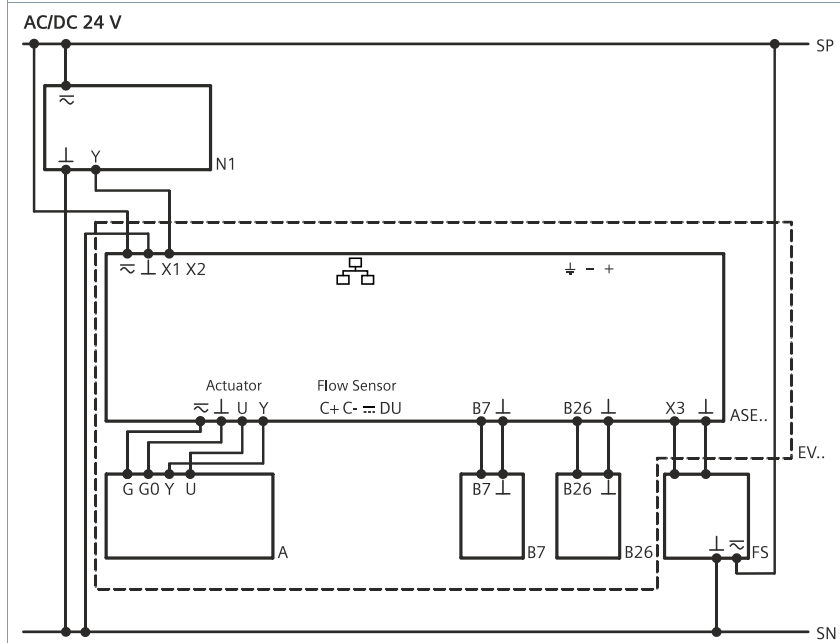 AC/DC 24 V
SP
⏦
⊥ Y
N1
⏦ ⊥ X1 X2
⏚ - +
Actuator Flow Sensor
⏦ ⊥ U Y C+ C- ⎓ DU B7 ⊥ B26 ⊥ X3 ⊥
ASE..
EV..
G G0 Y U B7 ⊥ B26 ⊥
⊥ ⏦
A B7 B26 FS
SN